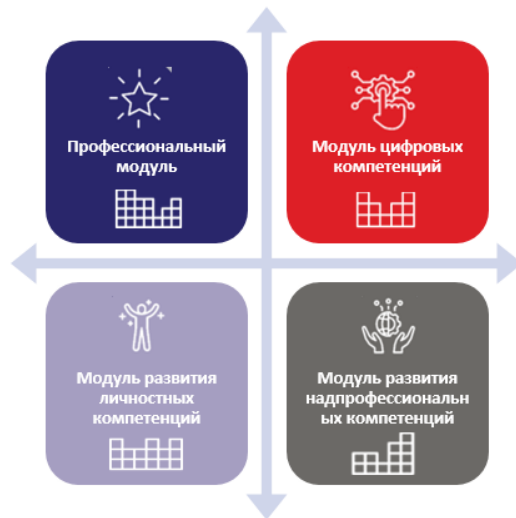 Профессиональный
модуль
Модуль цифровых
компетенций
Модуль развития
личностных
компетенций
Модуль развития
надпрофессиональн
ых компетенций